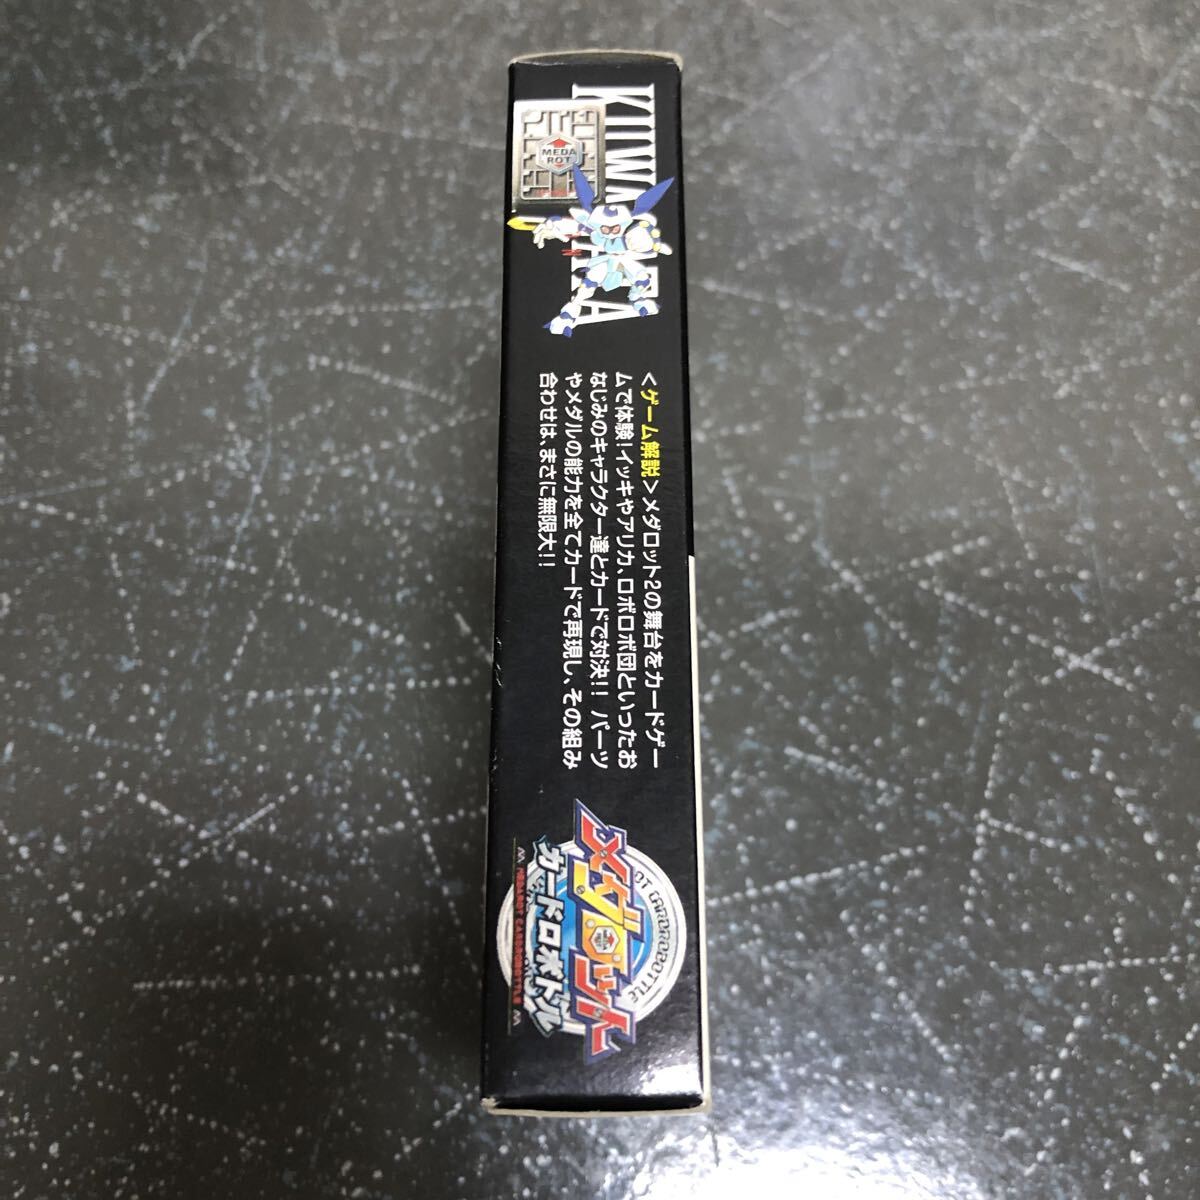 KUWAGATA
MEDA
ROT
<ゲーム解説>メダロット2の舞台をカードゲー
ムで体験!イッキやアリカ、ロボロボ団といったお
なじみのキャラクター達とカードで対決!! パーツ
やメダルの能力を全てカードで再現し、その組み
合わせは、まさに無限大!!
メダロット
カードロボトル
MEDAROT CARDROBOTTLE